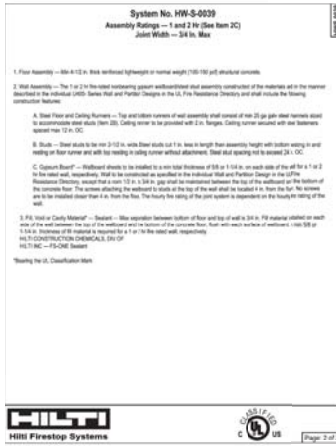 System No. HW-S-0039
Assembly Ratings — 1 and 2 Hr (See Item 2C)
Joint Width — 3/4 In. Max
1. Floor Assembly — Min 4-1/2 in. thick reinforced lightweight or normal weight (100-150 pcf) structural concrete.
2. Wall Assembly — The 1 or 2 hr fire-rated nonbearing gypsum wallboard/steel stud assembly constructed of the materials and in the manner
described in the individual U400- Series Wall and Partition Designs in the UL Fire Resistance Directory and shall include the following
construction features:
A. Steel Floor and Ceiling Runners — Top and bottom runners of wall assembly shall consist of min 20 ga galv steel channels sized
to accommodate steel studs (Item 2B). Ceiling runner to be provided with 2 in. flanges. Ceiling runner secured with steel fasteners
spaced max 12 in. OC.
B. Studs — Steel studs to be min 2-1/2 in. wide. Steel studs cut 1 in. less in length than assembly height with bottom nesting in and
resting on floor runner and with top nesting in ceiling runner without attachment. Steel stud spacing not to exceed 24 in. OC.
C. Gypsum Board* — Wallboard sheets to be installed to a min total thickness of 5/8 or 1-1/4 in. on each side of the wall for a 1 or 2
hr fire rated wall, respectively. Wall to be constructed as specified in the individual Wall and Partition Design in the UL Fire
Resistance Directory, except that a nom 1/2 in. 3/4 in. gap shall be maintained between the top of the wallboard and the bottom of
the concrete floor. The screws attaching the wallboard to studs at the top of the wall shall be located 4 in. from the No screws
are to be installed closer than 4 in. from the floor. The hourly fire rating of the joint system is dependent on the hourly fire rating of the
wall.
3. Fill, Void or Cavity Material* — Sealant — Max separation between bottom of floor and top of wall is 3/4 in. Fill material installed on each
side of the wall between the top of the wallboard and the bottom of the concrete floor, flush with each surface of wallboard. 5/8 or
1-1/4 in. thickness of fill material is required for a 1 or 2 hr fire rated wall, respectively.
HILTI CONSTRUCTION CHEMICALS, DIV OF
HILTI INC — FS-ONE Sealant
*Bearing the UL Classification Mark
HILTI
Hilti Firestop Systems
CLASSIFIED
C UL US
Page: 2 of